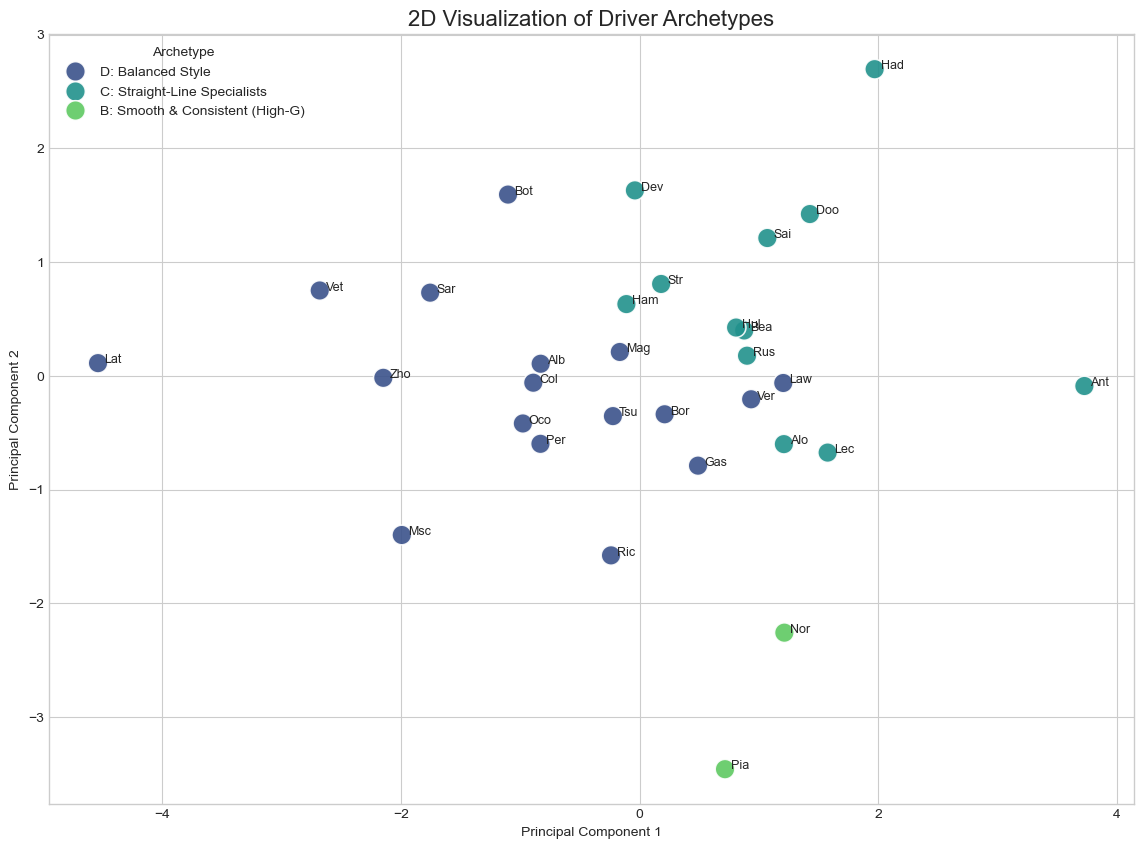 2D Visualization of Driver Archetypes
Archetype
D: Balanced Style
C: Straight-Line Specialists
B: Smooth & Consistent (High-G)
Had
Bot
Dev
Doo
Sai
Vet
Sar
Str
Ham
Hul
Bea
Mag
Rus
Lat
Alb
Zho
Col
Law
Ant
Ver
Oco
Tsu
Bor
Per
Alo
Lec
Gas
Msc
Ric
Nor
Pia
3
2
1
0
−1
−2
−3
Principal Component 2
−4
−2
0
2
4
Principal Component 1